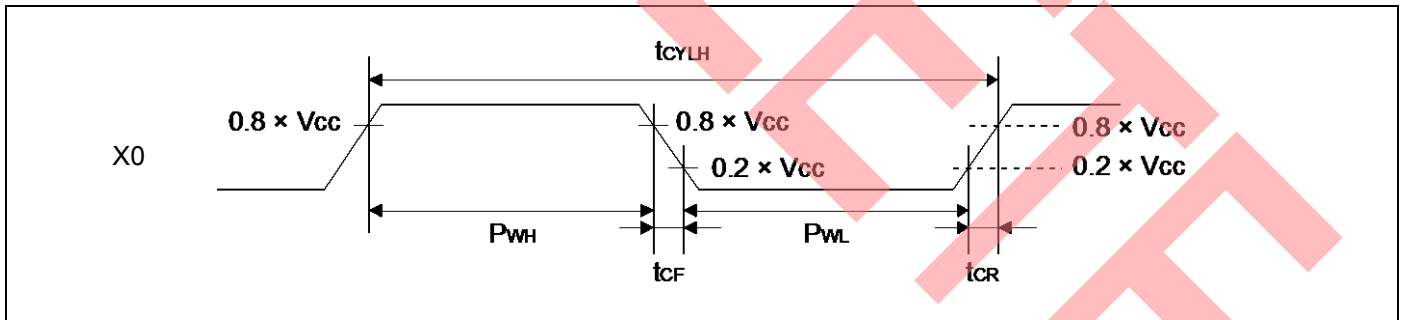 tCYLH
0.8 × Vcc
0.8 × Vcc
0.8 × Vcc
X0
0.2 × Vcc
0.2 × Vcc
PWH
PWL
tCF
tCR